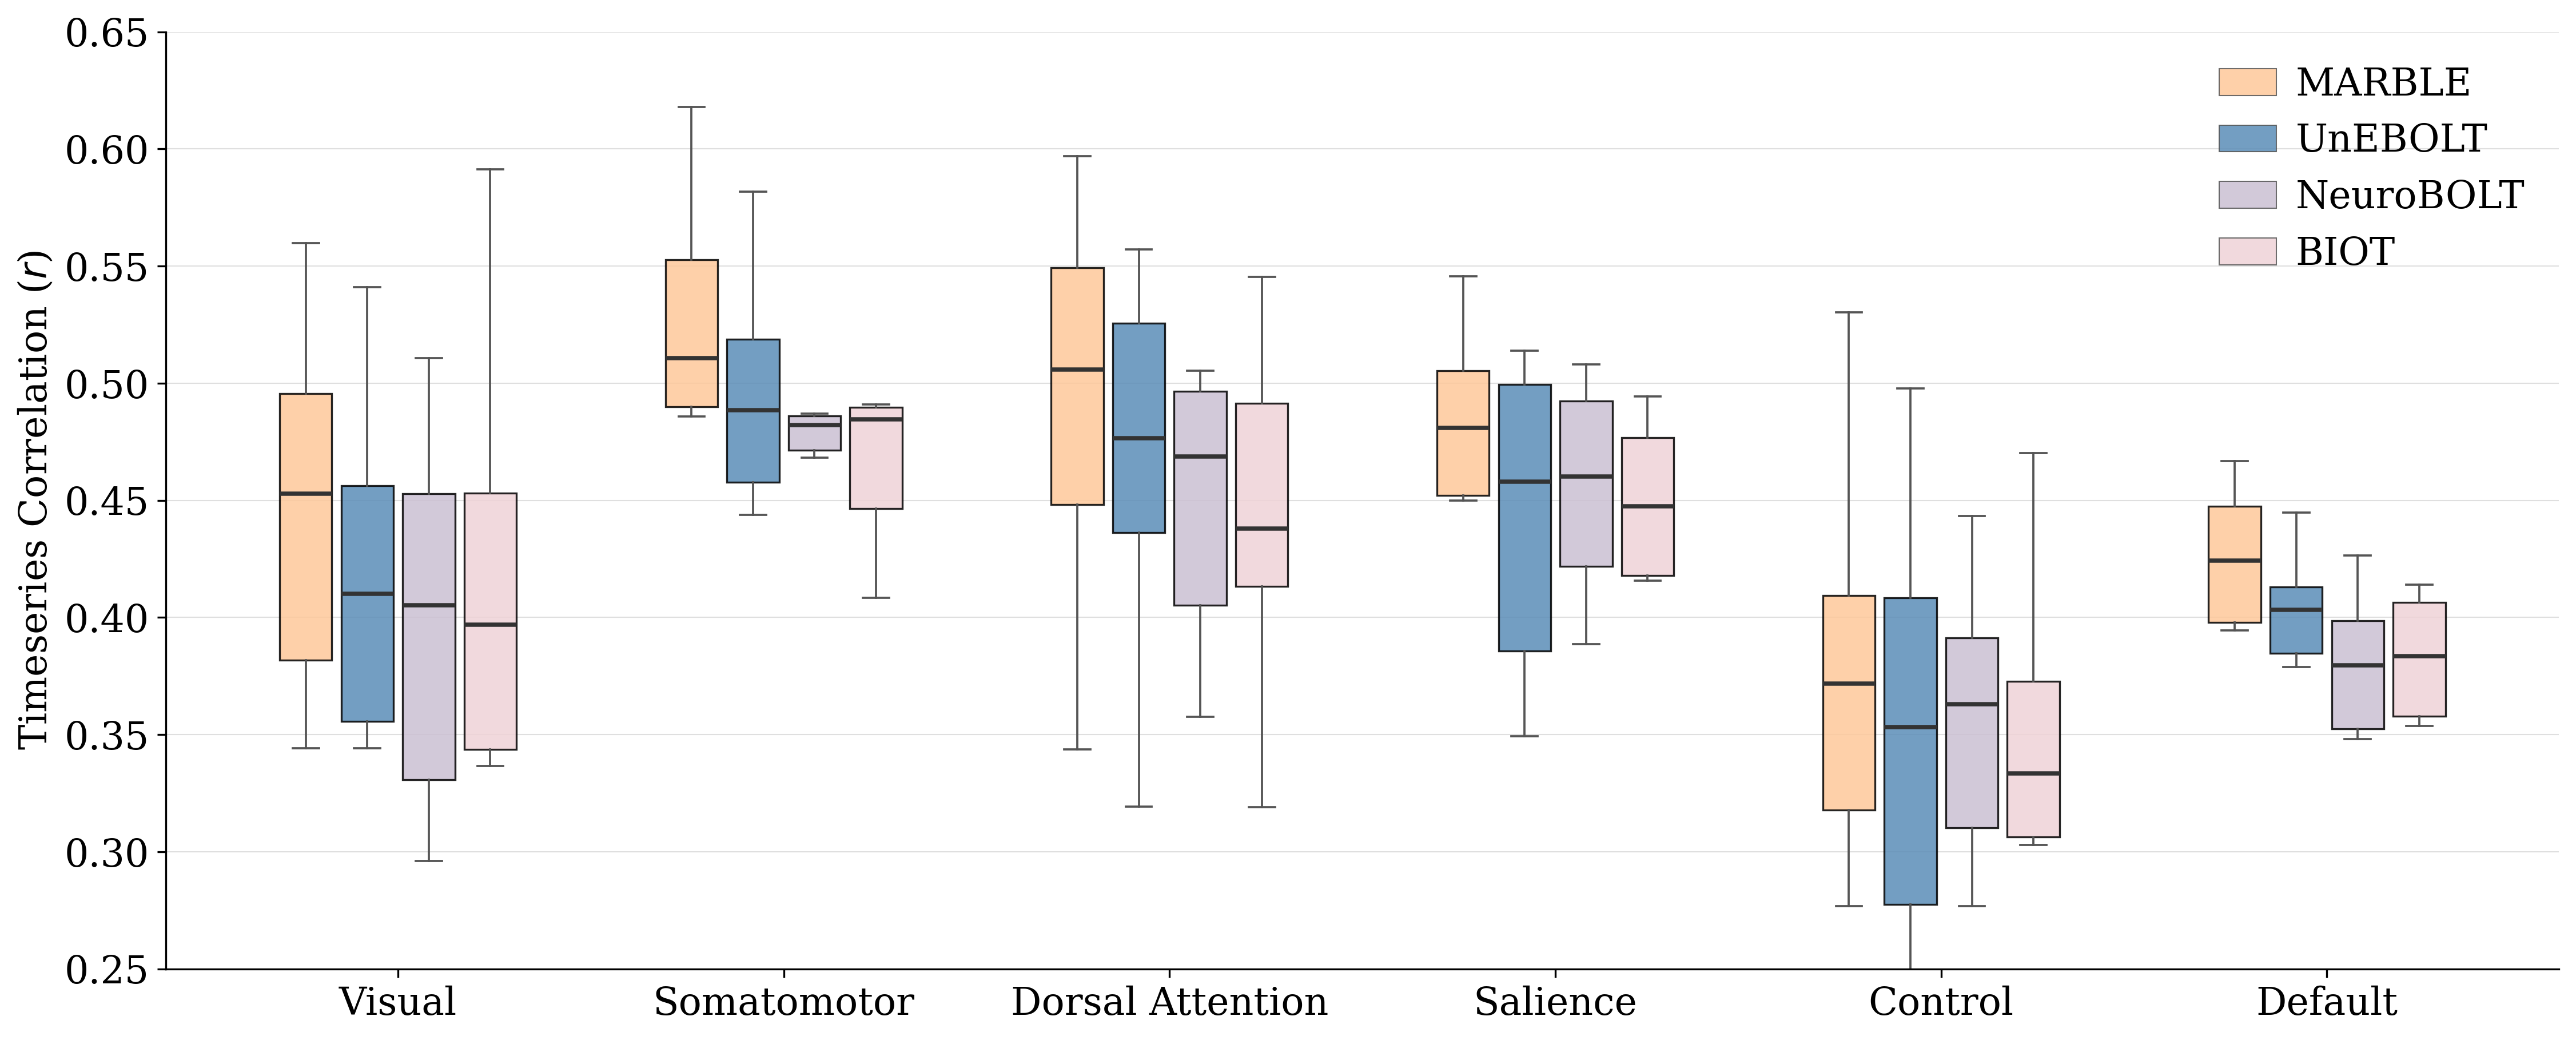 Timeseries Correlation (r)
0.65
0.60
0.55
0.50
0.45
0.40
0.35
0.30
0.25
MARBLE
UnEBOLT
NeuroBOLT
BIOT
Visual
Somatomotor
Dorsal Attention
Salience
Control
Default